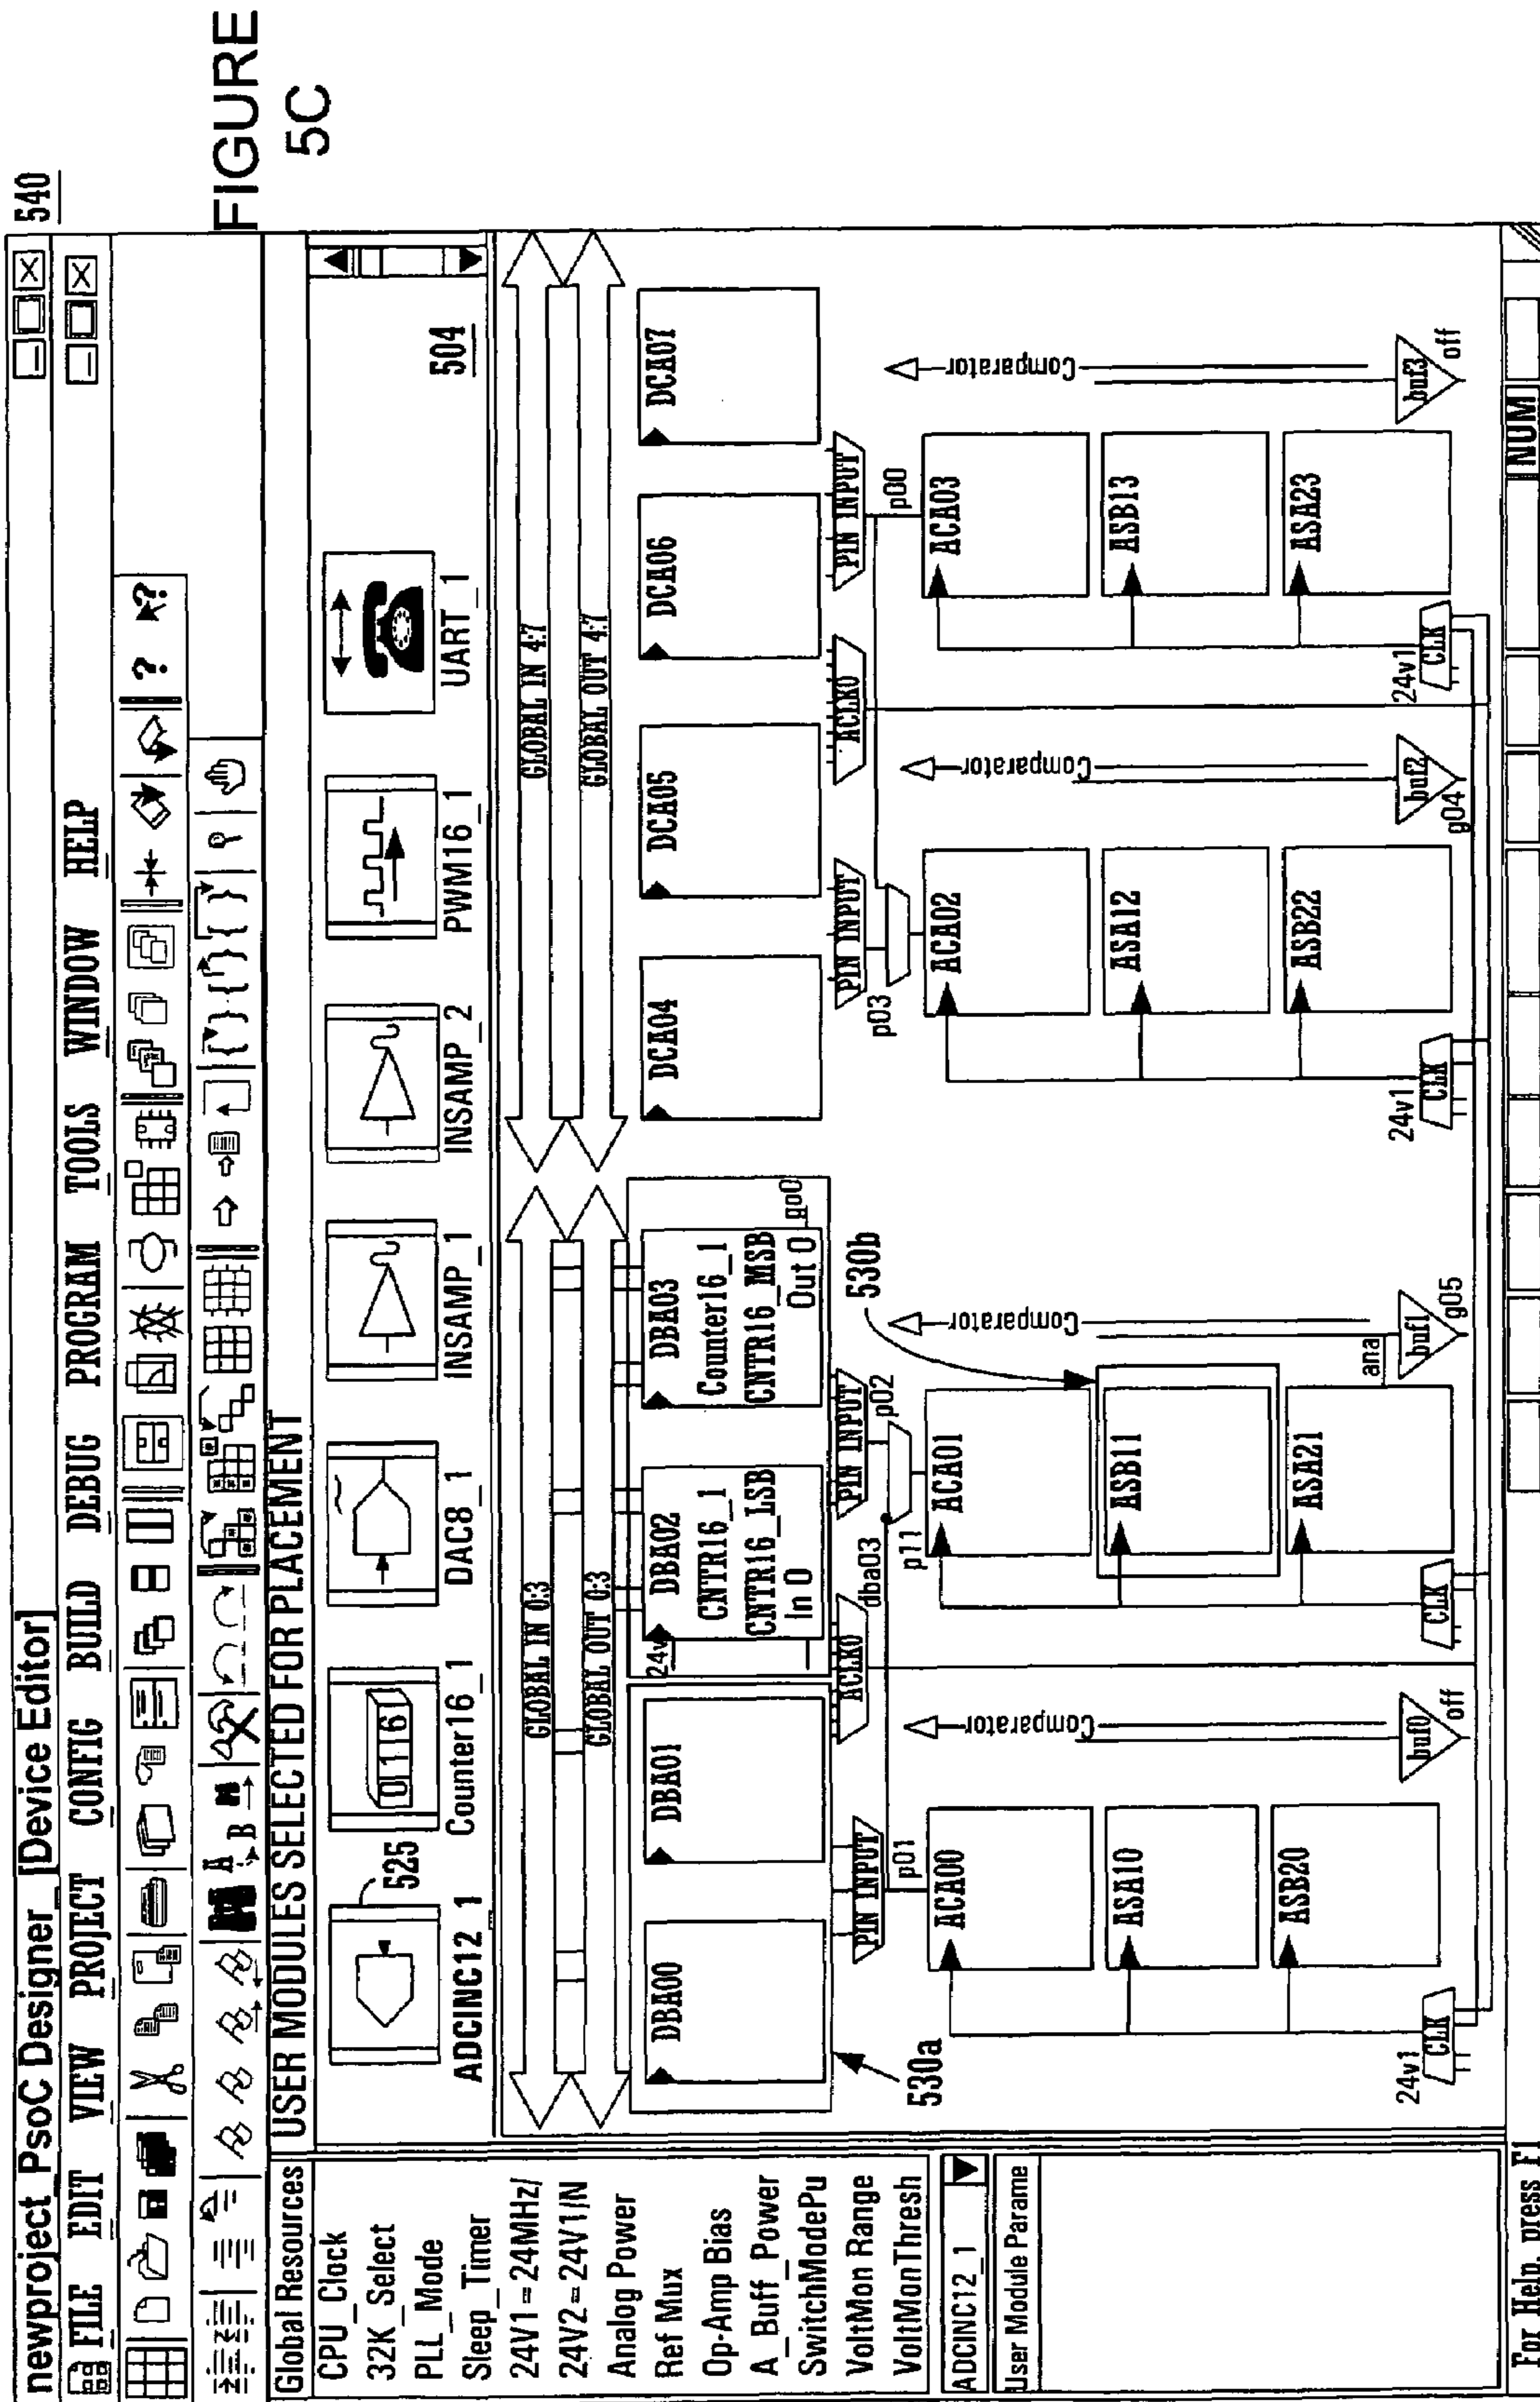 FIGURE
5C
540
newproject_PsoC Designer_ [Device Editor]
FILE EDIT VIEW PROJECT CONFIG BUILD DEBUG PROGRAM TOOLS WINDOW HELP
? ?
A B M
Global Resources
USER MODULES SELECTED FOR PLACEMENT
CPU_Clock
32K_Select
PLL_Mode
Sleep_Timer
24V1=24MHz/
24V2=24V1/N
Analog Power
Ref Mux
Op-Amp Bias
A_Buff_Power
SwitchModePu
VoltMon Range
VoltMonThresh
ADCINC12_1
User Module Parame
525
0116
ADCINC12_1 Counter16_1 DAC8_1 INSAMP_1 INSAMP_2 PWM16_1 UART_1
504
GLOBAL IN 0:3 GLOBAL IN 4:7
GLOBAL OUT 0:3 GLOBAL OUT 4:7
DBA00 DBA01 DBA02 DBA03 DCA04 DCA05 DCA06 DCA07
24v
CNTR16_1 Counter16_1
CNTR16_LSB CNTR16_MSB
In 0 Out 0 go0
530a
PIN INPUT ACLK0 PIN INPUT PIN INPUT ACLK0 PIN INPUT
p01 dba03 p11 p02 530b p03 p00
ACA00 ACA01 ACA02 ACA03
Comparator Comparator Comparator Comparator
ASA10 ASB11 ASA12 ASB13
ASB20 ASA21 ASB22 ASA23
ana
24v1 CLK CLK 24v1 CLK 24v1 CLK
buf0 buf1 buf2 buf3
off g05 g04 off
For Help, press F1
NUM